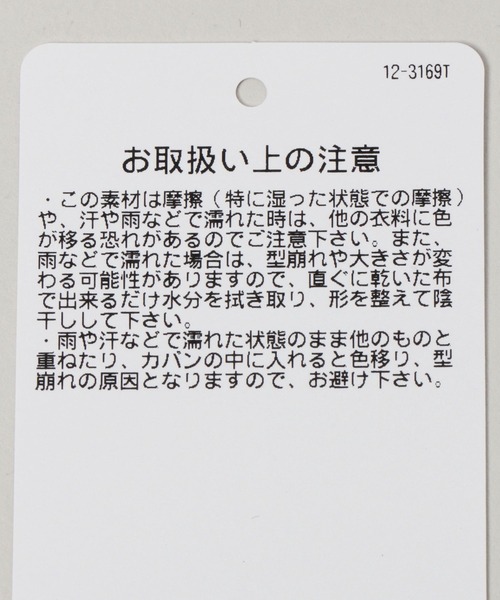 12-3169T
お取扱い上の注意
・この素材は摩擦（特に湿った状態での摩擦）
や、汗や雨などで濡れた時は、他の衣料に色
が移る恐れがあるのでご注意下さい。また、
雨などで濡れた場合は、型崩れや大きさが変
わる可能性がありますので、直ぐに乾いた布
で出来るだけ水分を拭き取り、形を整えて陰
干しして下さい。
・雨や汗などで濡れた状態のまま他のものと
重ねたり、カバンの中に入れると色移り、型
崩れの原因となりますので、お避け下さい。